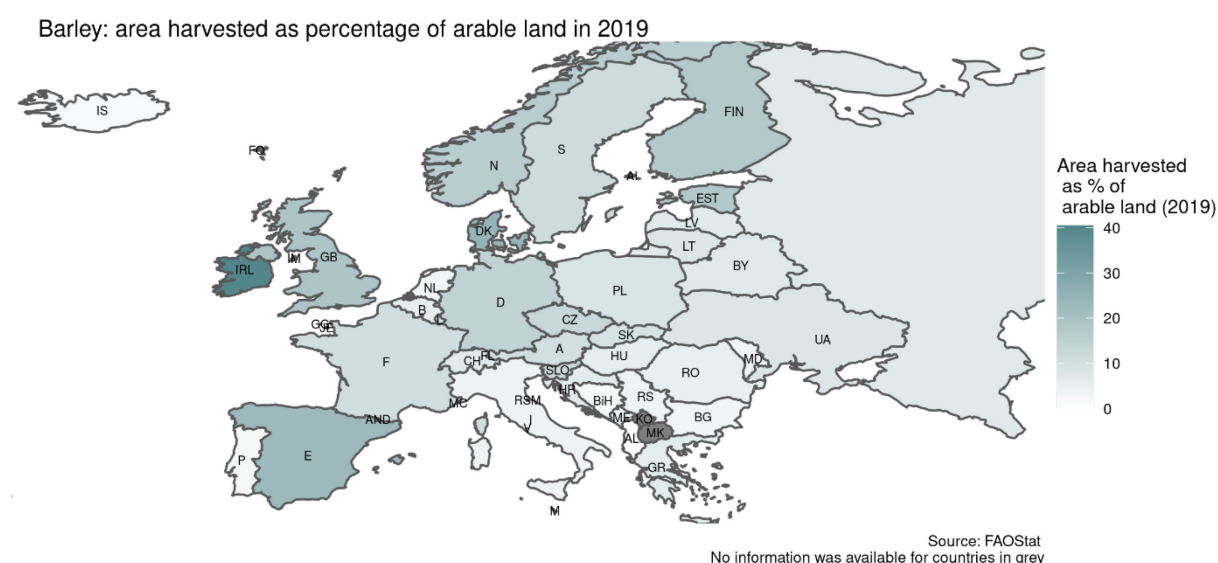 Barley: area harvested as percentage of arable land in 2019
IS
FIN
FO
S
N
AL
EST
LV
DK
LT
IM
GB
BY
IRL
NL
PL
D
B
L
CZ
GG
JE
SK
UA
A
HU
FL
CH
MD
F
SLO
RO
HR
RSM
BiH
RS
MC
I
V
ME
KO
BG
AND
MK
AL
E
P
GR
M
Area harvested
as % of
arable land (2019)
40
30
20
10
0
Source: FAOStat
No information was available for countries in grey